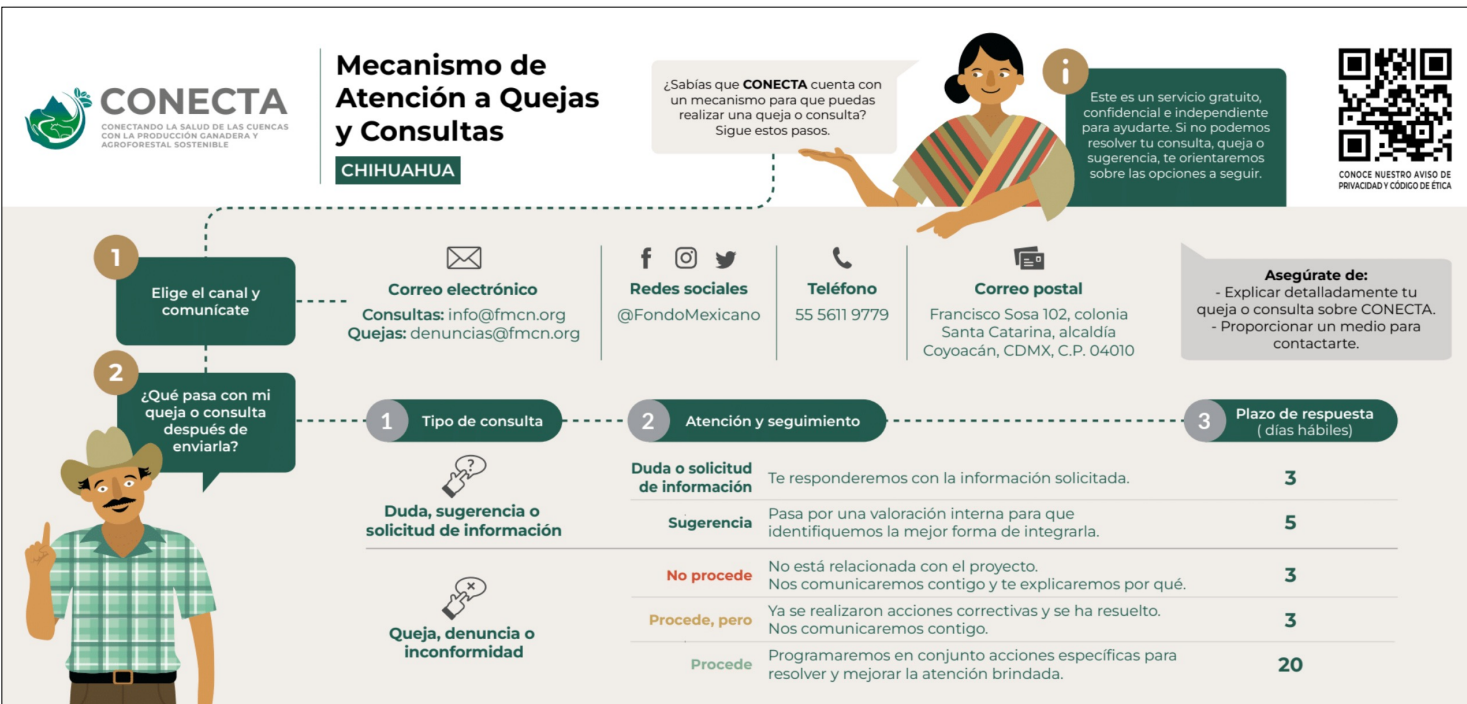 CONECTA
CONECTANDO LA SALUD DE LAS CUENCAS
CON LA PRODUCCIÓN GANADERA Y
AGROFORESTAL SOSTENIBLE
Mecanismo de
Atención a Quejas
y Consultas
CHIHUAHUA
¿Sabías que CONECTA cuenta con
un mecanismo para que puedas
realizar una queja o consulta?
Sigue estos pasos.
i
Este es un servicio gratuito,
confidencial e independiente
para ayudarte. Si no podemos
resolver tu consulta, queja o
sugerencia, te orientaremos
sobre las opciones a seguir.
CONOCE NUESTRO AVISO DE
PRIVACIDAD Y CÓDIGO DE ÉTICA
1
Elige el canal y
comunícate
Correo electrónico
Consultas: info@fmcn.org
Quejas: denuncias@fmcn.org
Redes sociales
@FondoMexicano
Teléfono
55 5611 9779
Correo postal
Francisco Sosa 102, colonia
Santa Catarina, alcaldía
Coyoacán, CDMX, C.P. 04010
Asegúrate de:
- Explicar detalladamente tu
queja o consulta sobre CONECTA.
- Proporcionar un medio para
contactarte.
2
¿Qué pasa con mi
queja o consulta
después de
enviarla?
1 Tipo de consulta
2 Atención y seguimiento
3 Plazo de respuesta
( días hábiles)
Duda, sugerencia o
solicitud de información
Duda o solicitud
de información
Te responderemos con la información solicitada.
3
Sugerencia
Pasa por una valoración interna para que
identifiquemos la mejor forma de integrarla.
5
Queja, denuncia o
inconformidad
No procede
No está relacionada con el proyecto.
Nos comunicaremos contigo y te explicaremos por qué.
3
Procede, pero
Ya se realizaron acciones correctivas y se ha resuelto.
Nos comunicaremos contigo.
3
Procede
Programaremos en conjunto acciones específicas para
resolver y mejorar la atención brindada.
20